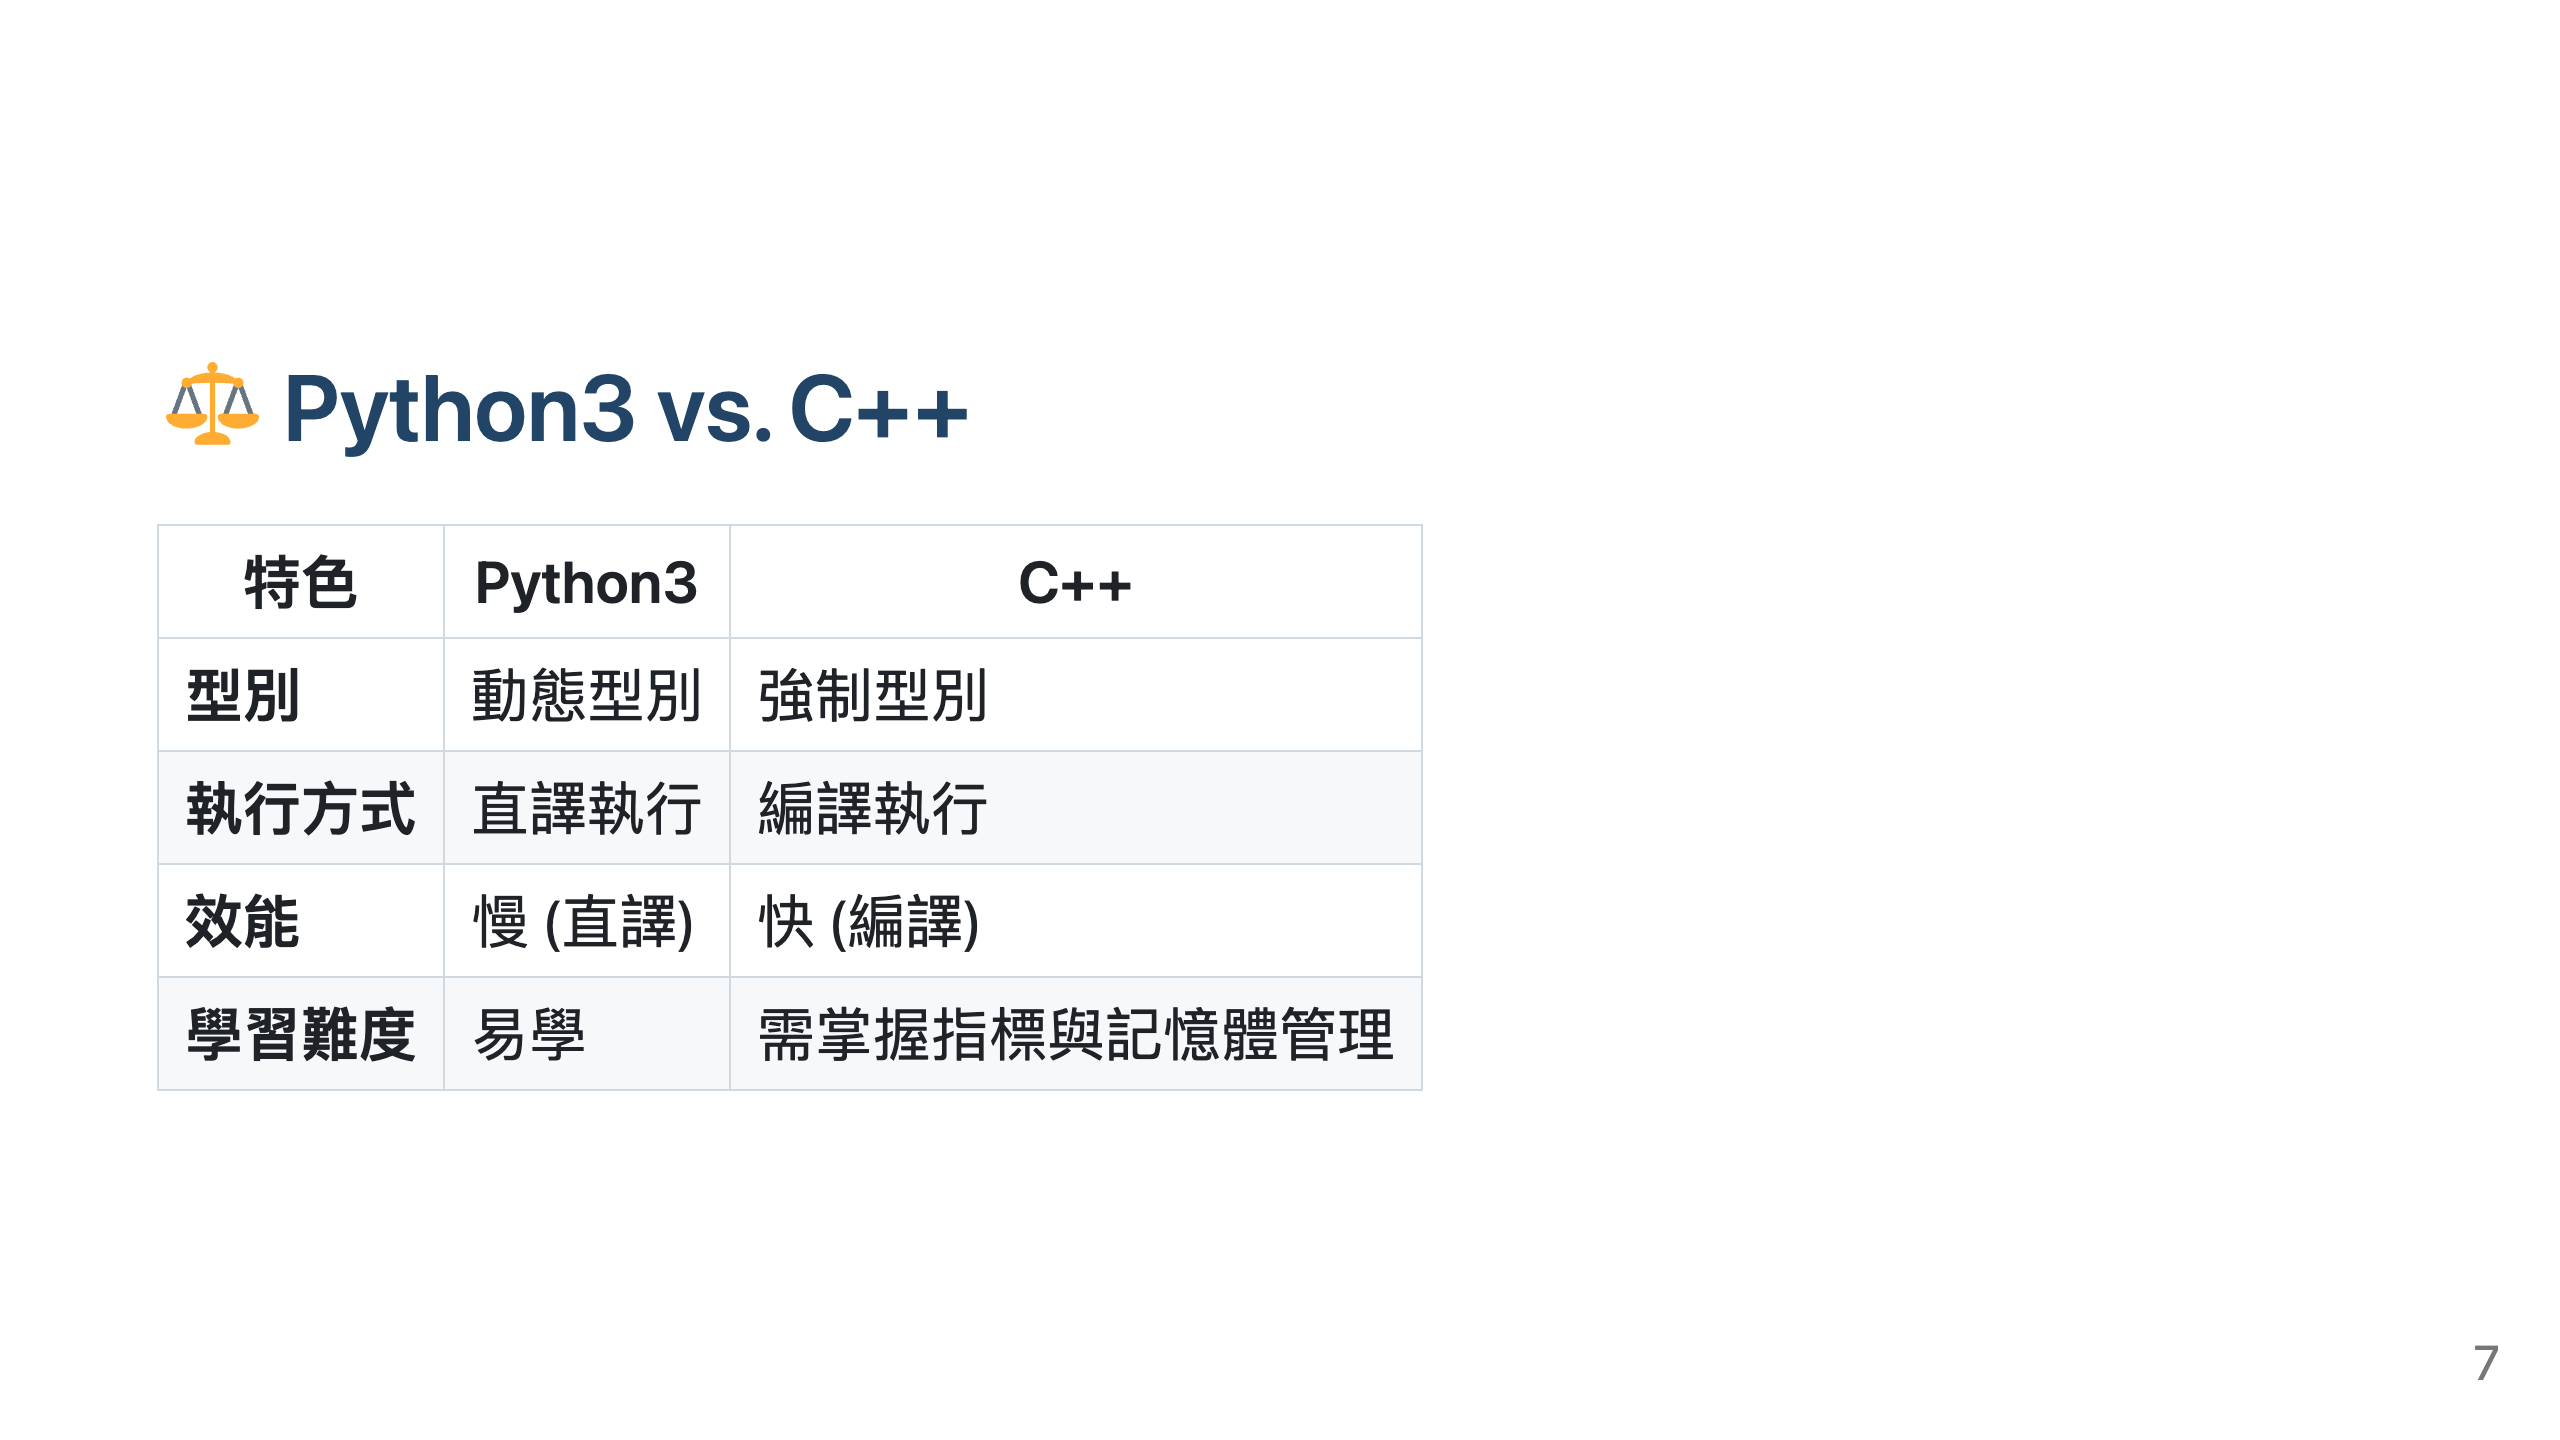 ⚖️ Python3 vs. C++
特色 Python3 C++
型別 動態型別 強制型別
執行方式 直譯執行 編譯執行
效能 慢 (直譯) 快 (編譯)
學習難度 易學 需掌握指標與記憶體管理
7